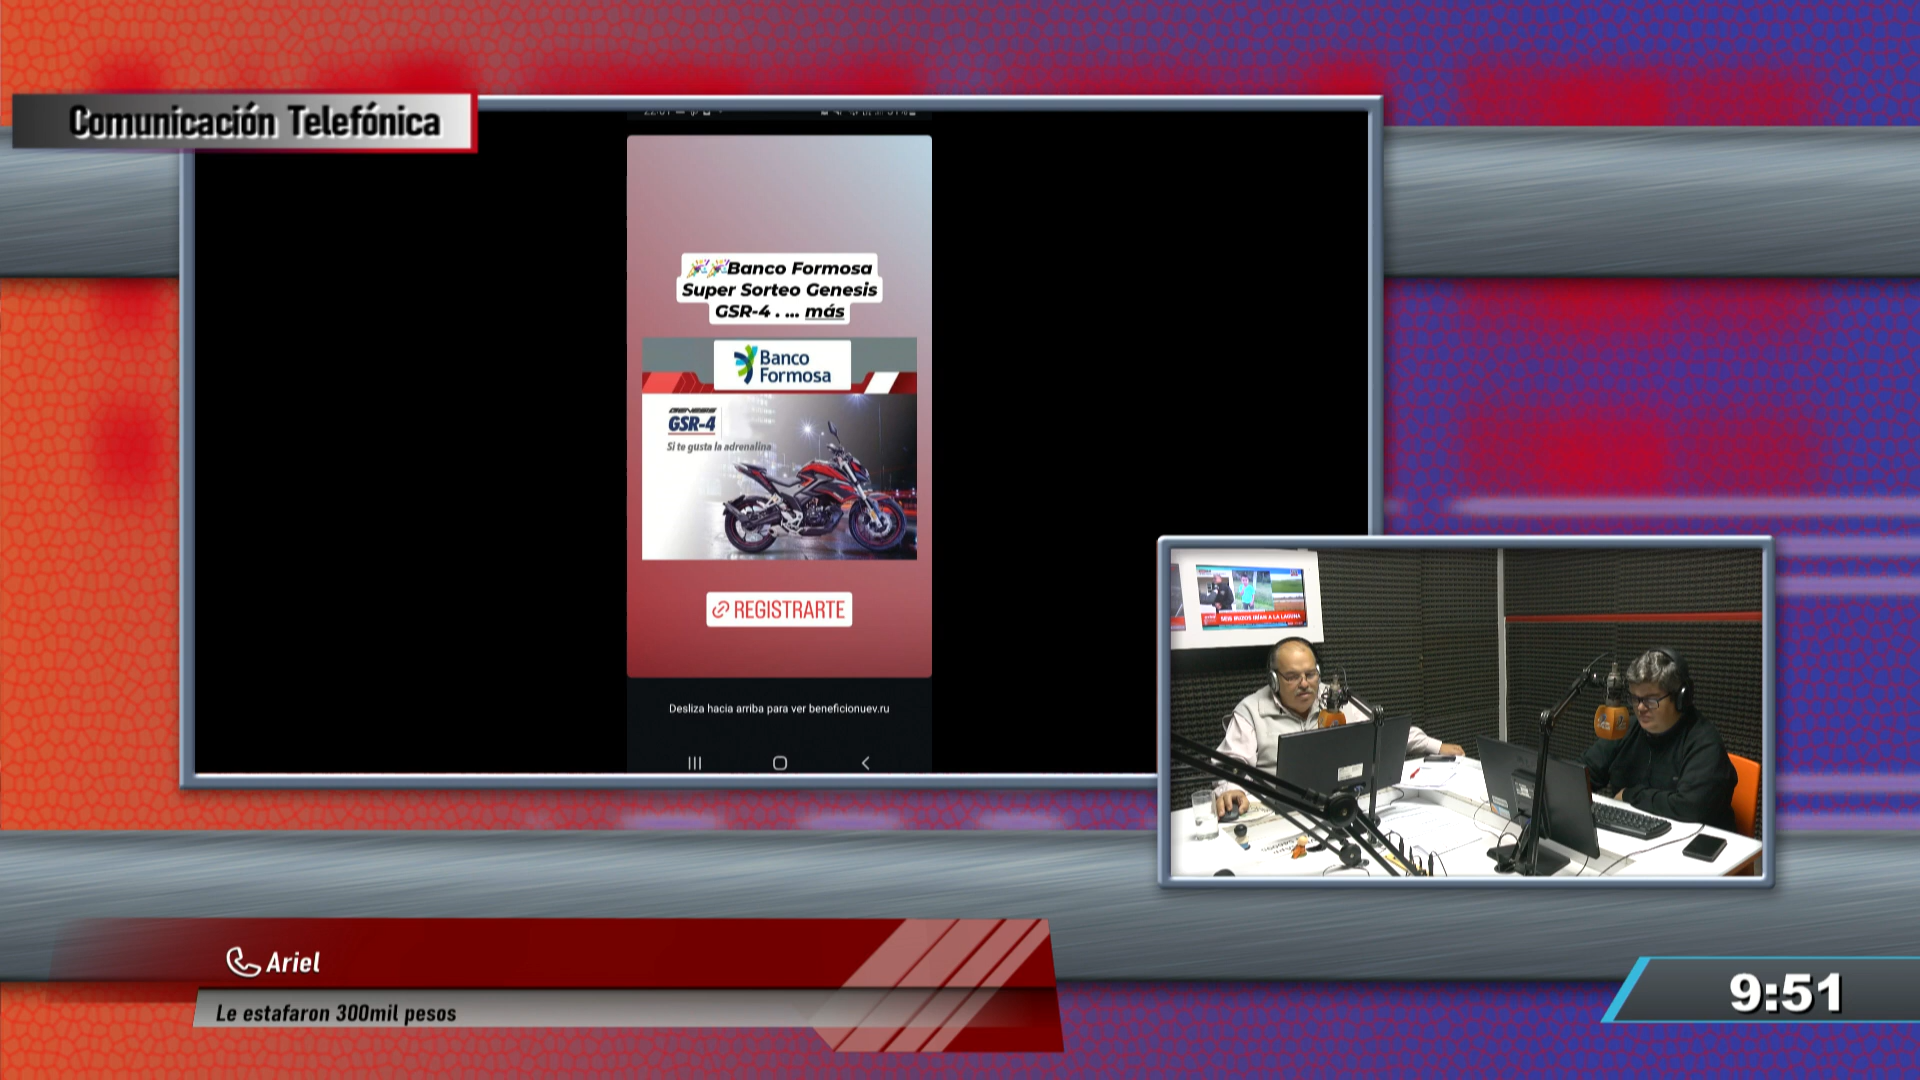 Comunicación Telefónica
🎉🎉Banco Formosa
Super Sorteo Genesis
GSR-4 . ... más
Banco
Formosa
GENESIS
GSR-4
Si te gusta la adrenalina
REGISTRARTE
Desliza hacia arriba para ver beneficionuev.ru
Ariel
Le estafaron 300mil pesos
9:51